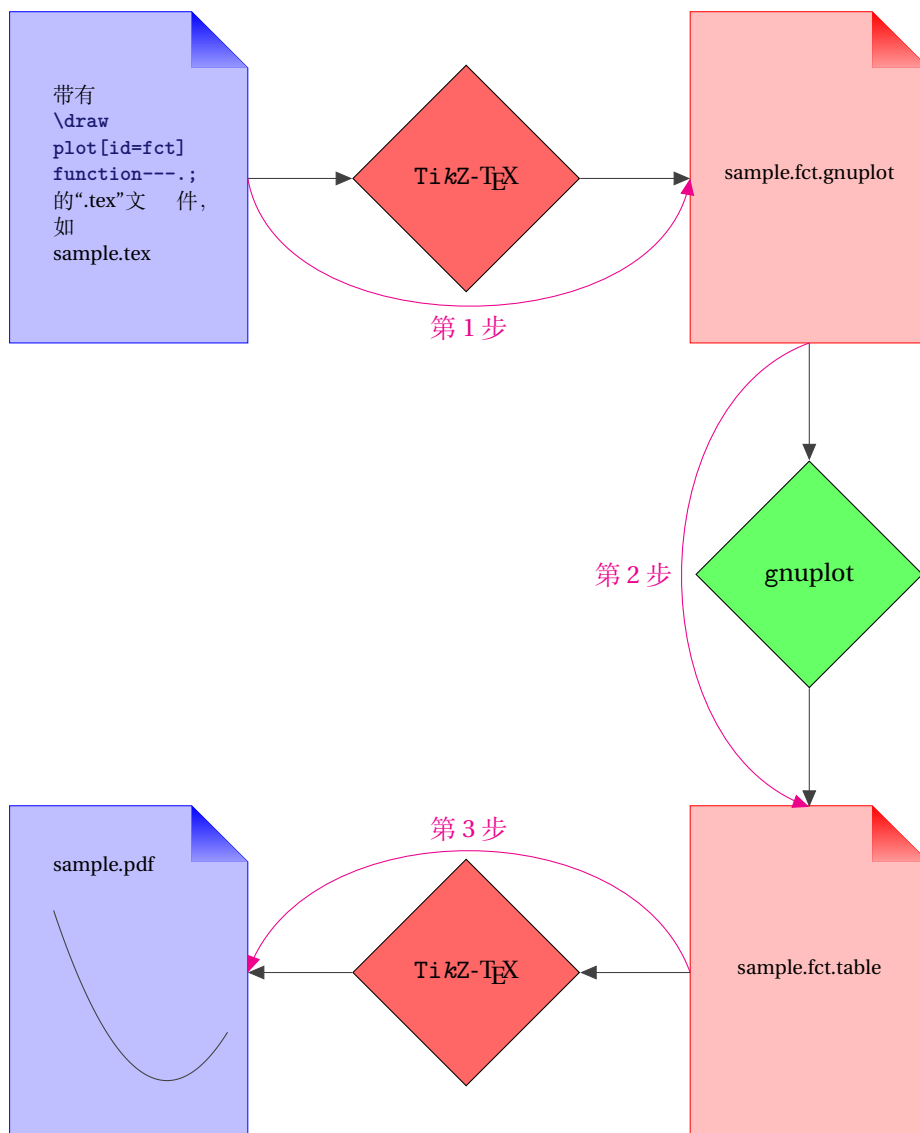 带有
\draw
plot[id=fct]
function---.;
的“.tex”文 件，
如
sample.tex
TikZ-TEX
sample.fct.gnuplot
第 1 步
第 2 步
gnuplot
第 3 步
sample.pdf
TikZ-TEX
sample.fct.table